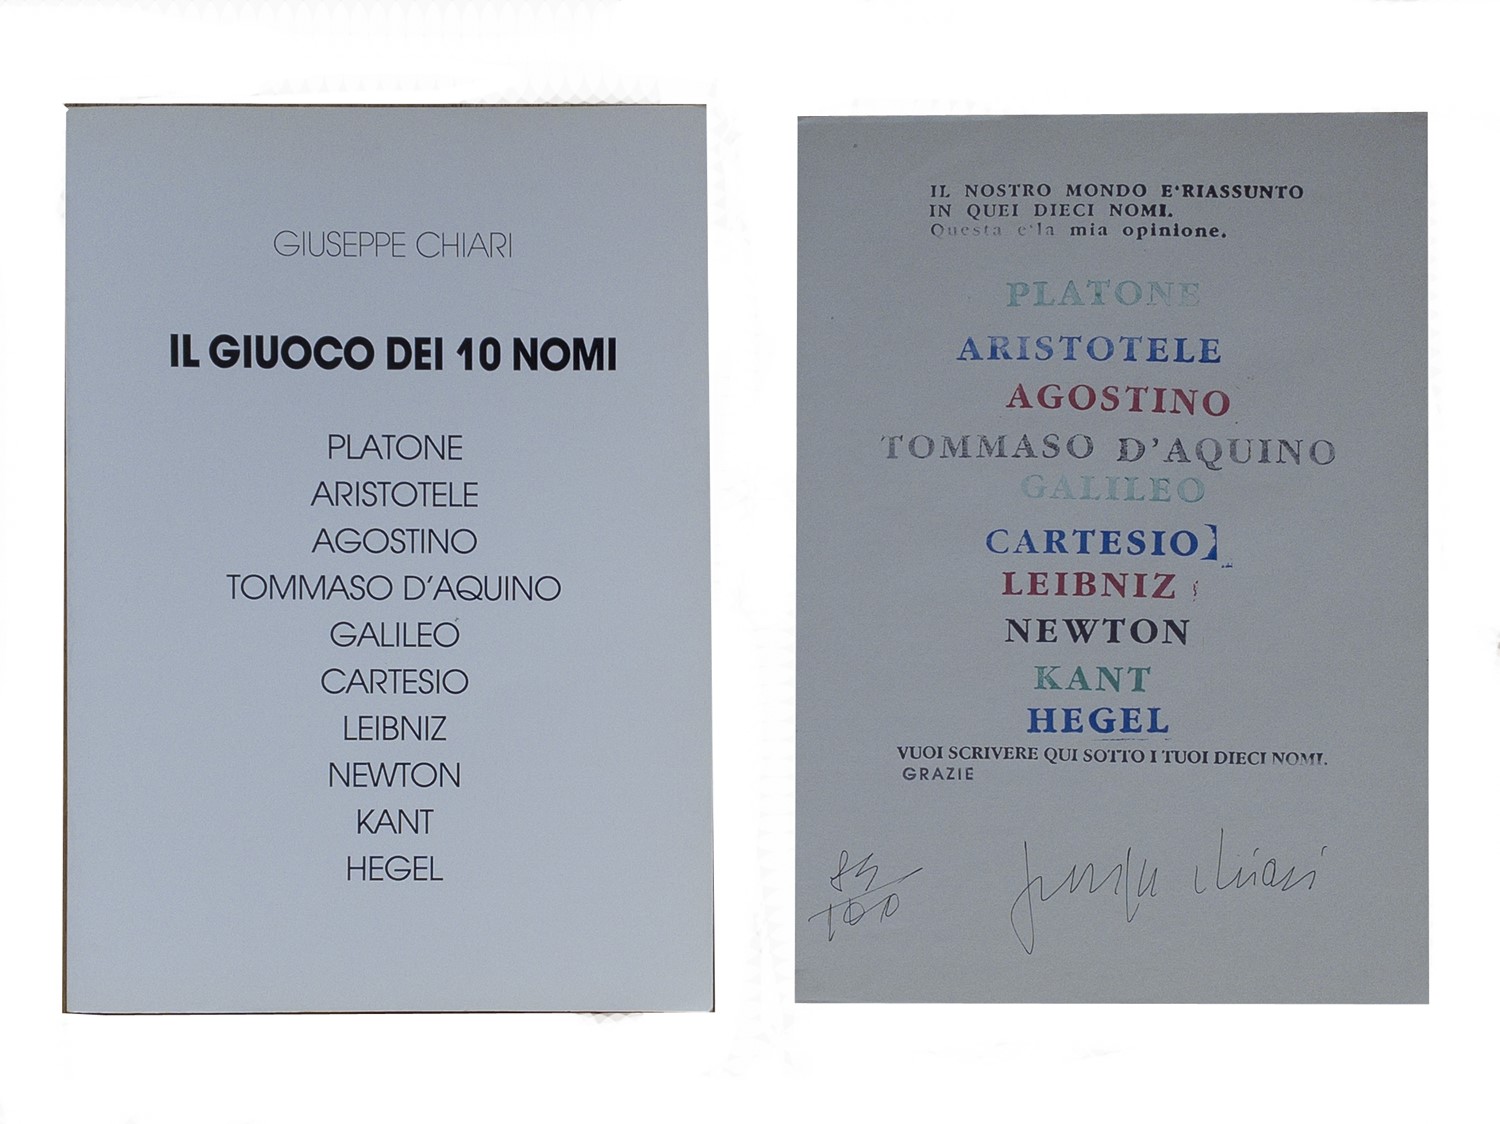 GIUSEPPE CHIARI
IL GIUOCO DEI 10 NOMI
PLATONE
ARISTOTELE
AGOSTINO
TOMMASO D'AQUINO
GALILEO
CARTESIO
LEIBNIZ
NEWTON
KANT
HEGEL
IL NOSTRO MONDO E'RIASSUNTO
IN QUEI DIECI NOMI.
Questa e'la mia opinione.
PLATONE
ARISTOTELE
AGOSTINO
TOMMASO D'AQUINO
GALILEO
CARTESIO
LEIBNIZ
NEWTON
KANT
HEGEL
VUOI SCRIVERE QUI SOTTO I TUOI DIECI NOMI.
GRAZIE
Giuseppe Chiari